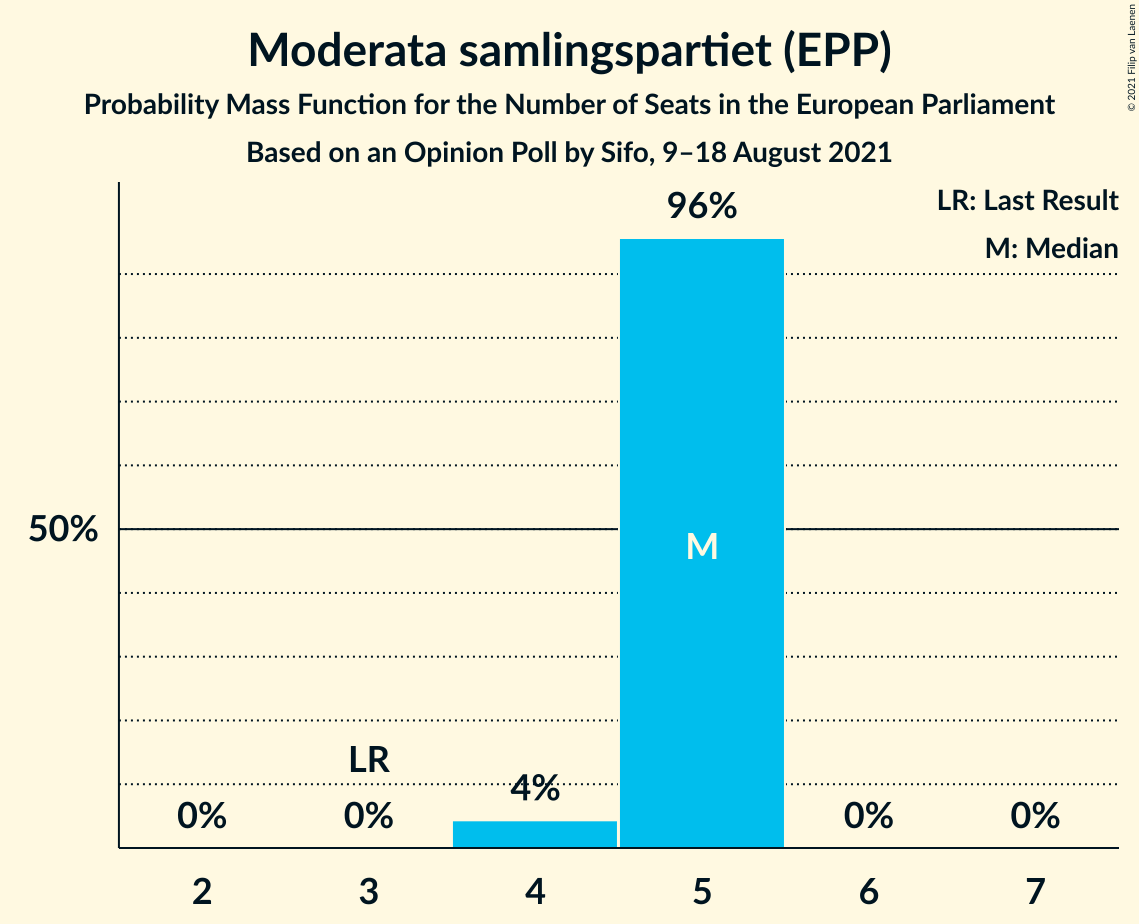 Moderata samlingspartiet (EPP)
Probability Mass Function for the Number of Seats in the European Parliament
Based on an Opinion Poll by Sifo, 9–18 August 2021
© 2021 Filip van Laenen
LR: Last Result
M: Median
96%
50%
M
LR
4%
0% 0% 0% 0%
2 3 4 5 6 7